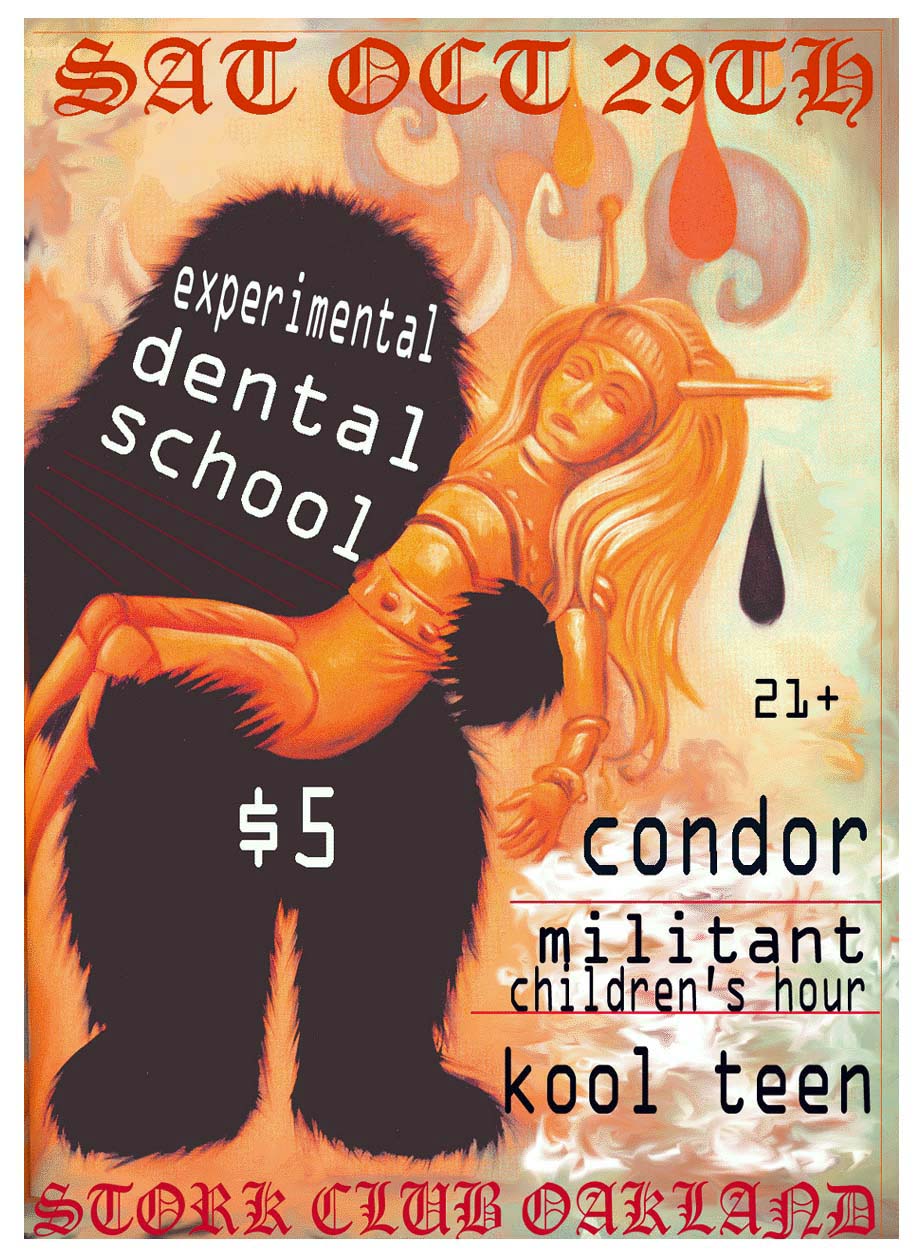 SAT OCT 29TH
experimental
dental
school
21+
$5
condor
militant
children's hour
kool teen
STORK CLUB OAKLAND